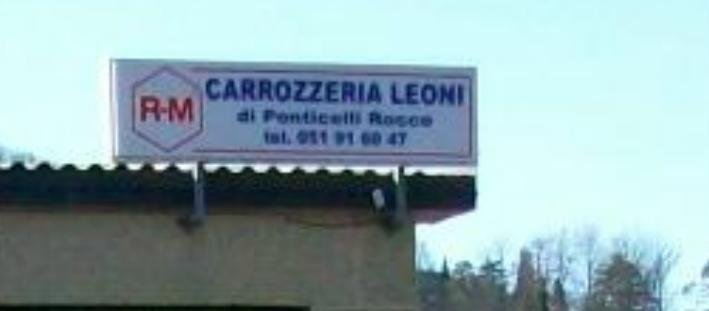 R-M
CARROZZERIA LEONI
di Ponticelli Rocco
tel. 051 91 60 47